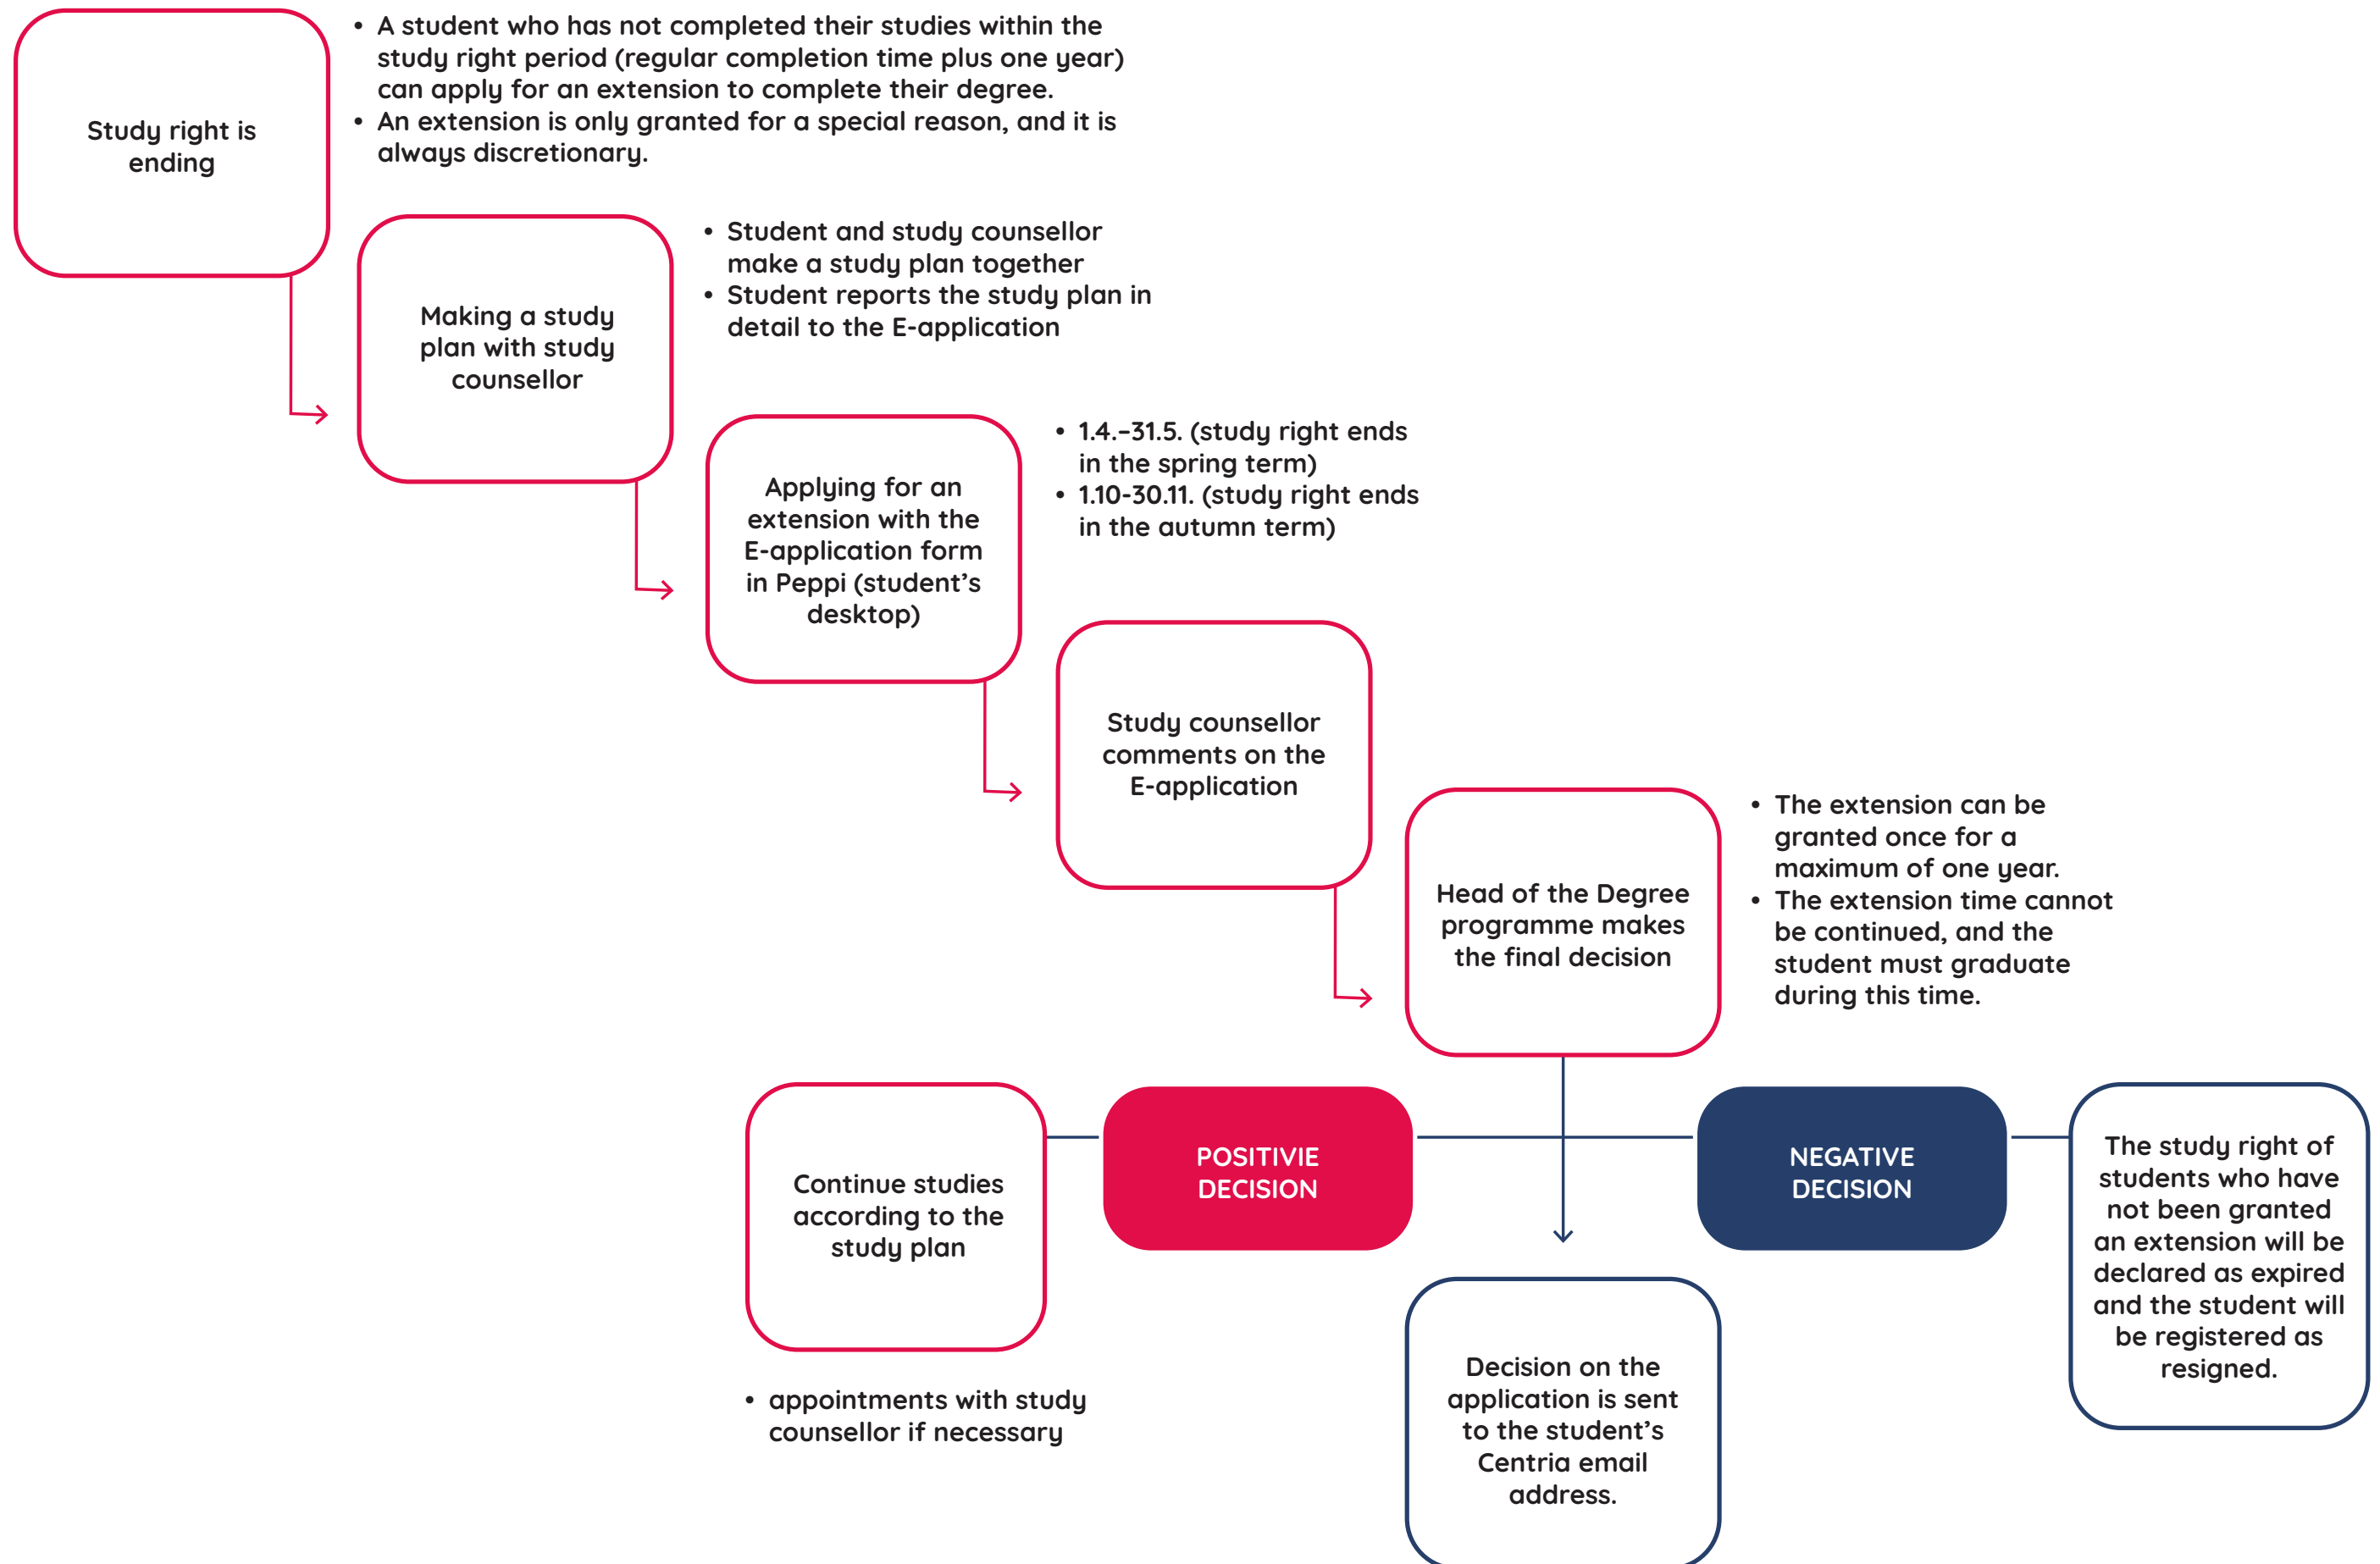 Study right is
ending
• A student who has not completed their studies within the
study right period (regular completion time plus one year)
can apply for an extension to complete their degree.
• An extension is only granted for a special reason, and it is
always discretionary.
Making a study
plan with study
counsellor
• Student and study counsellor
make a study plan together
• Student reports the study plan in
detail to the E-application
Applying for an
extension with the
E-application form
in Peppi (student’s
desktop)
• 1.4.–31.5. (study right ends
in the spring term)
• 1.10-30.11. (study right ends
in the autumn term)
Study counsellor
comments on the
E-application
Head of the Degree
programme makes
the final decision
• The extension can be
granted once for a
maximum of one year.
• The extension time cannot
be continued, and the
student must graduate
during this time.
Continue studies
according to the
study plan
• appointments with study
counsellor if necessary
POSITIVIE
DECISION
NEGATIVE
DECISION
The study right of
students who have
not been granted
an extension will be
declared as expired
and the student will
be registered as
resigned.
Decision on the
application is sent
to the student’s
Centria email
address.